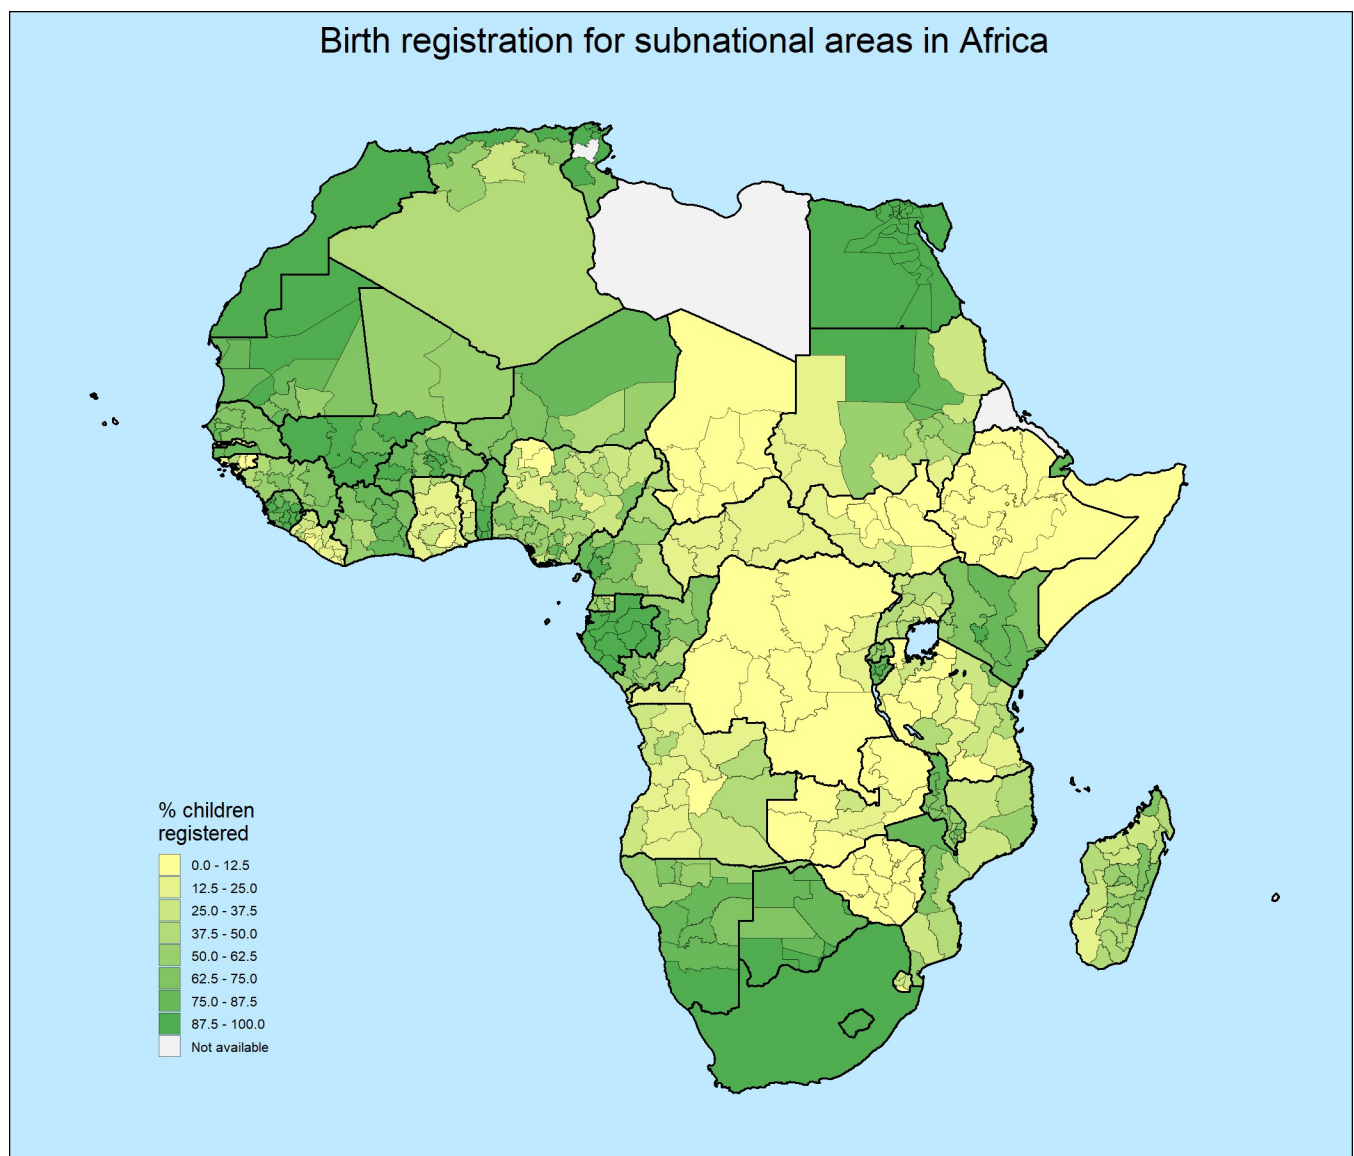 Birth registration for subnational areas in Africa
% children
registered
0.0 - 12.5
12.5 - 25.0
25.0 - 37.5
37.5 - 50.0
50.0 - 62.5
62.5 - 75.0
75.0 - 87.5
87.5 - 100.0
Not available